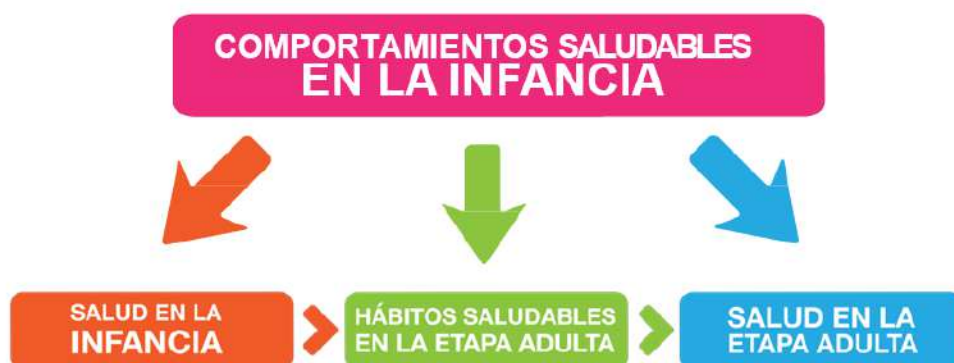 COMPORTAMIENTOS SALUDABLES
EN LA INFANCIA
SALUD EN LA
INFANCIA
HÁBITOS SALUDABLES
EN LA ETAPA ADULTA
SALUD EN LA
ETAPA ADULTA